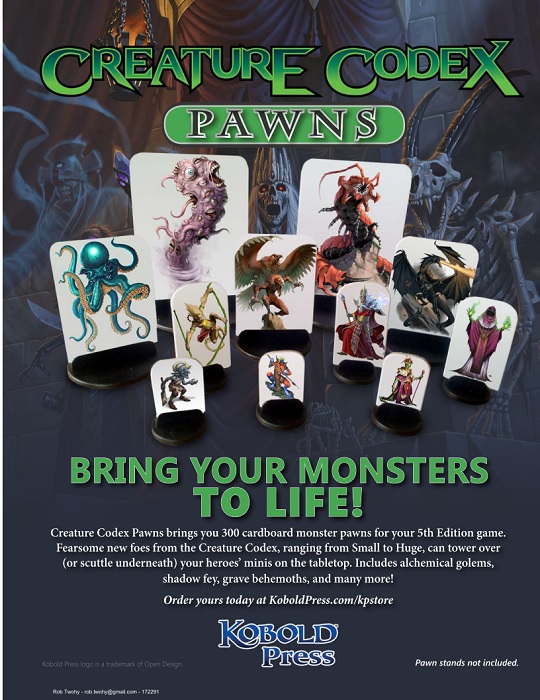 CREATURE CODEX
PAWNS
BRING YOUR MONSTERS
TO LIFE!
Creature Codex Pawns brings you 300 cardboard monster pawns for your 5th Edition game.
Fearsome new foes from the Creature Codex, ranging from Small to Huge, can tower over
(or scuttle underneath) your heroes' minis on the tabletop. Includes alchemical golems,
shadow fey, grave behemoths, and many more!
Order yours today at KoboldPress.com/kpstore
KOBOLD
Press
Kobold Press logo is a trademark of Open Design.
Pawn stands not included.
Rob Twohy - rob.twohy@gmail.com - 172291